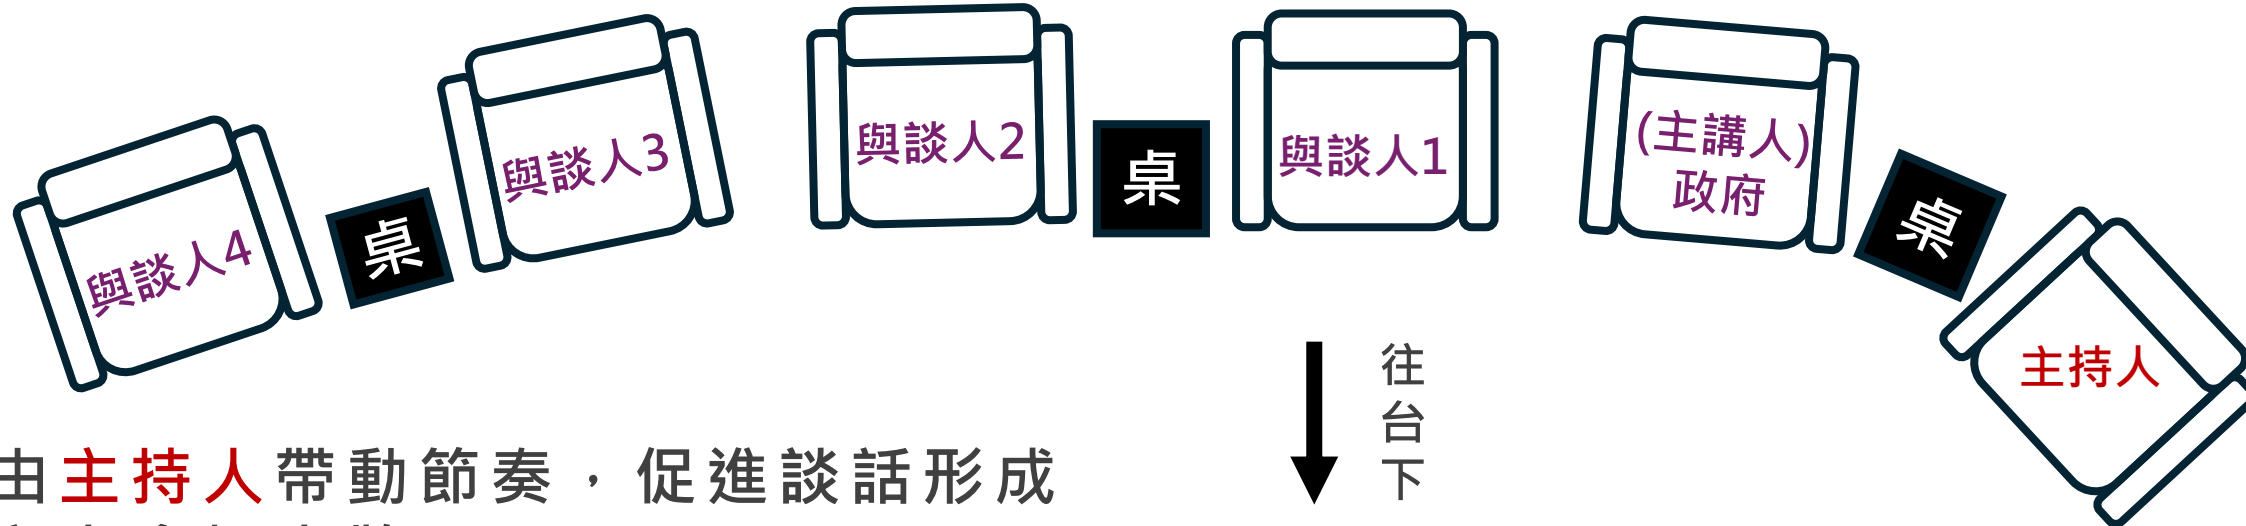 與談人4
桌
與談人3
與談人2
桌
與談人1
(主講人)
政府
桌
主持人
往台下
由主持人帶動節奏，促進談話形成